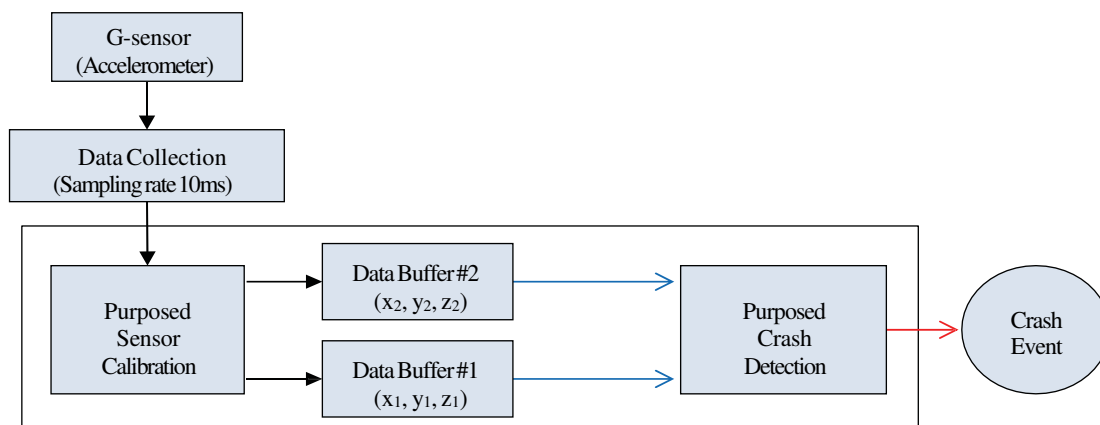 G-sensor
(Accelerometer)
Data Collection
(Sampling rate 10ms)
Purposed
Sensor
Calibration
Data Buffer #2
(x₂, y₂, z₂)
Data Buffer #1
(x₁, y₁, z₁)
Purposed
Crash
Detection
Crash
Event